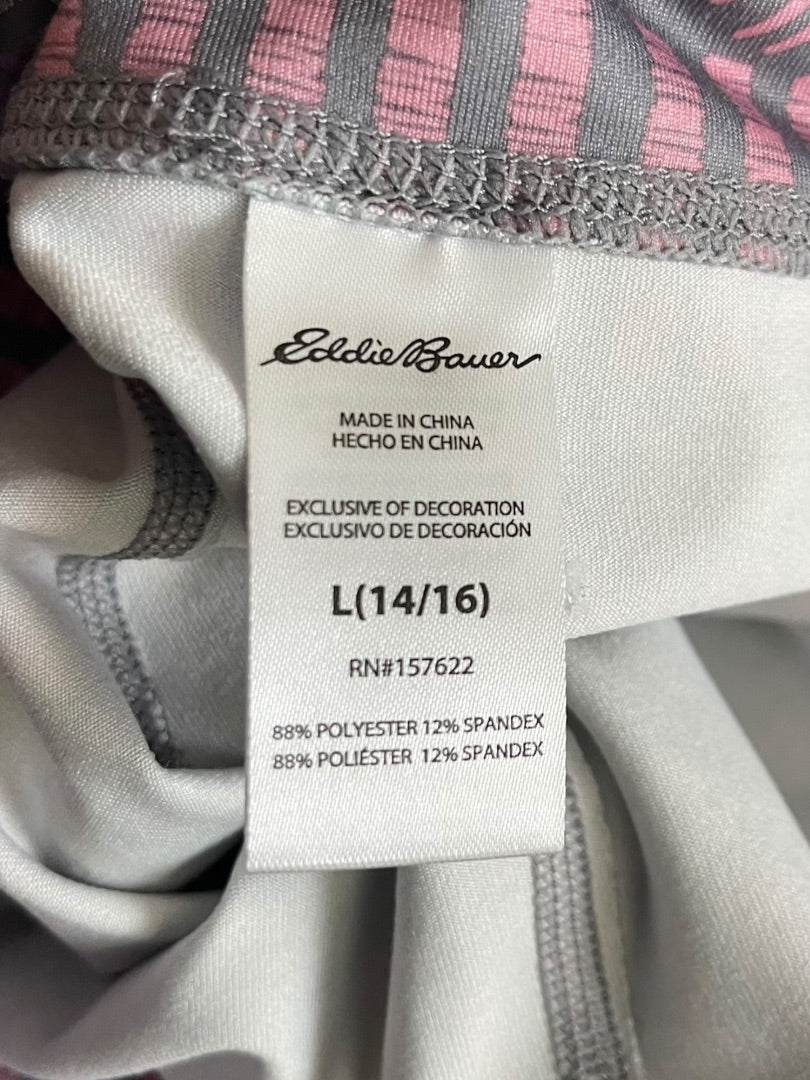 Eddie Bauer
MADE IN CHINA
HECHO EN CHINA
EXCLUSIVE OF DECORATION
EXCLUSIVO DE DECORACIÓN
L(14/16)
RN#157622
88% POLYESTER 12% SPANDEX
88% POLIÉSTER 12% SPANDEX